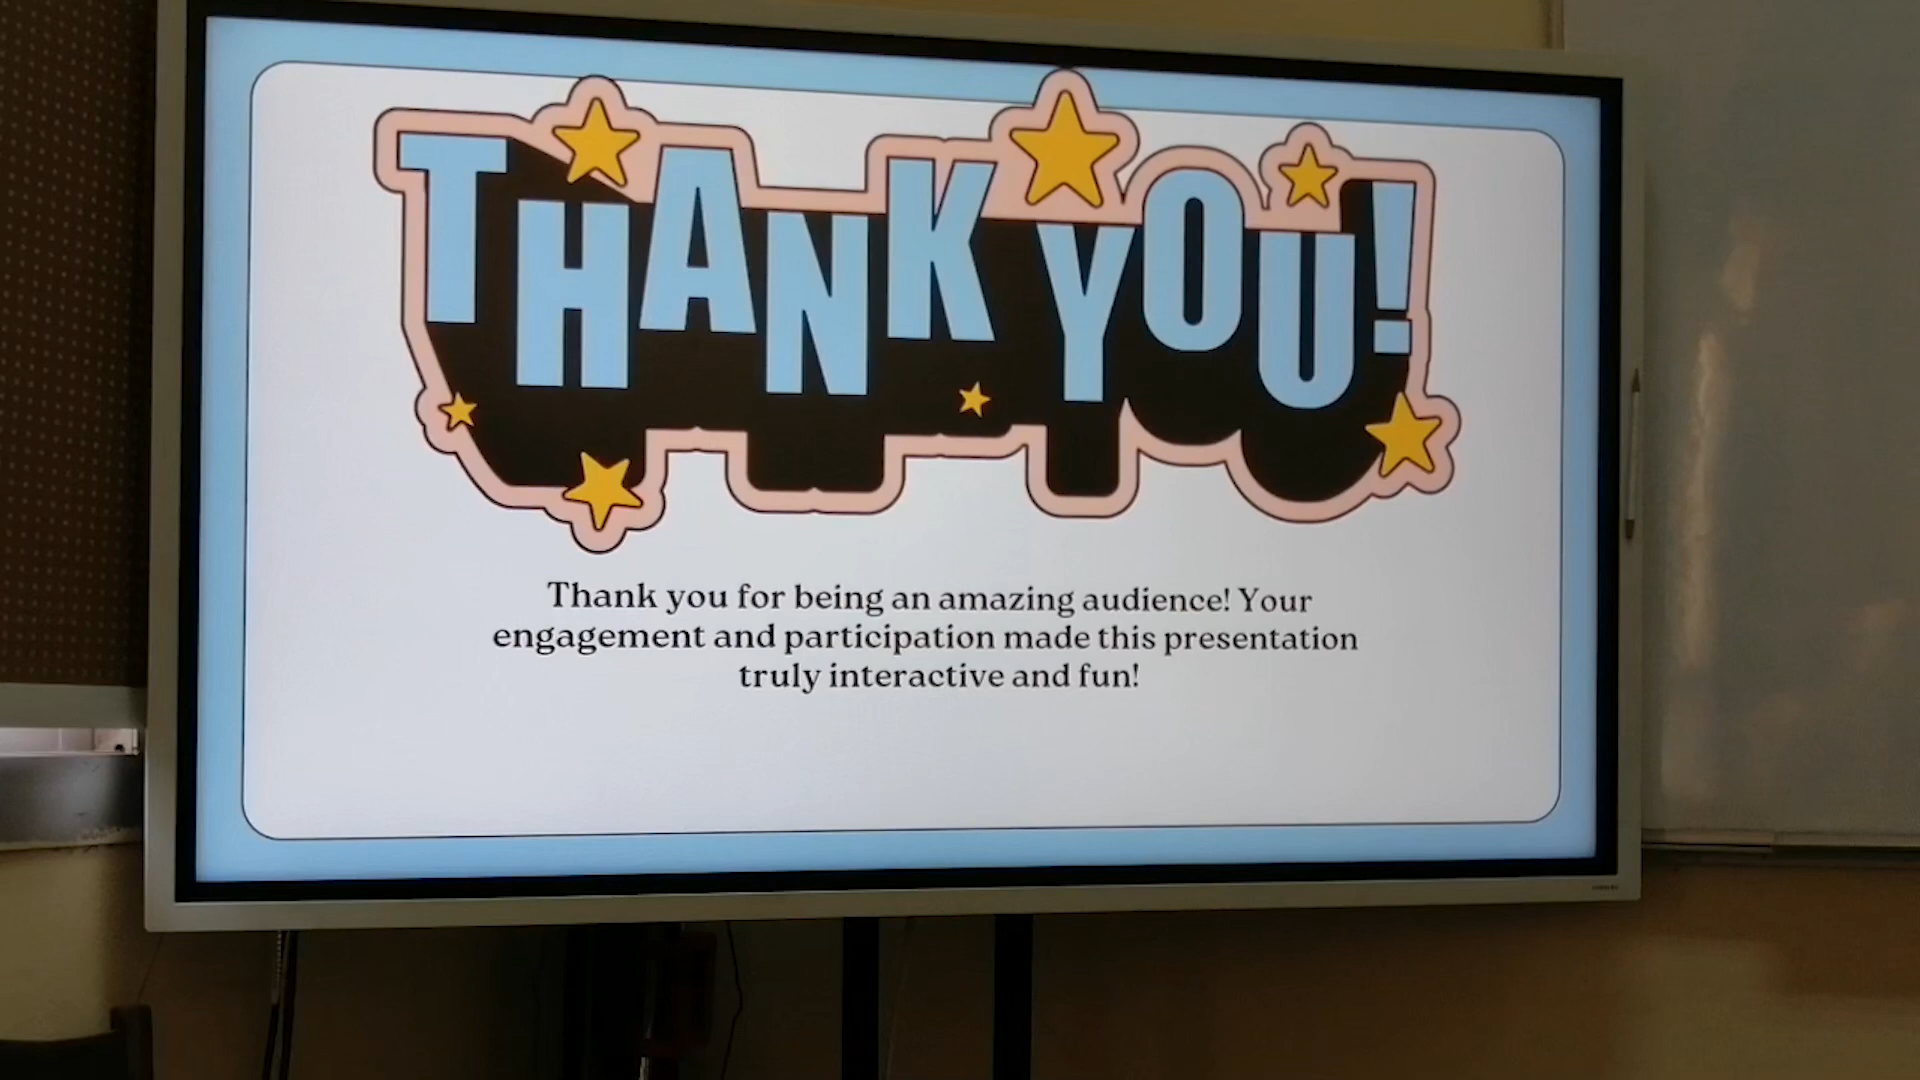 THANK YOU!
Thank you for being an amazing audience! Your
engagement and participation made this presentation
truly interactive and fun!